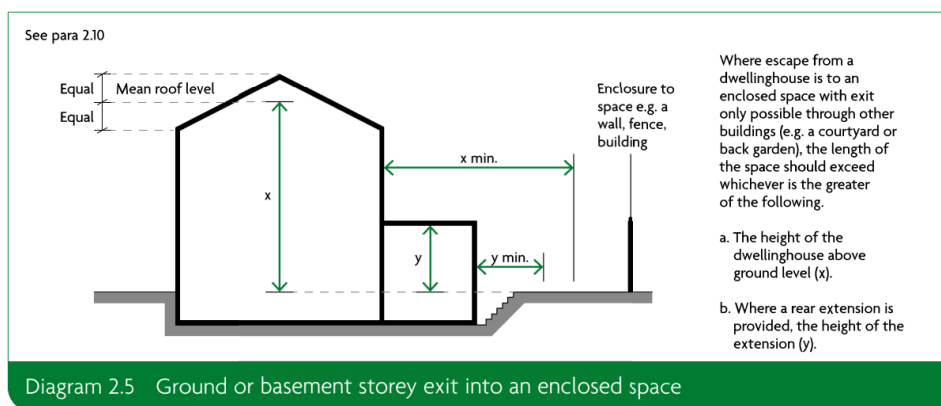 See para 2.10
Equal
Mean roof level
Equal
x
x min.
y
y min.
Enclosure to
space e.g. a
wall, fence,
building
Where escape from a
dwellinghouse is to an
enclosed space with exit
only possible through other
buildings (e.g. a courtyard or
back garden), the length of
the space should exceed
whichever is the greater
of the following.
a. The height of the
dwellinghouse above
ground level (x).
b. Where a rear extension is
provided, the height of the
extension (y).
Diagram 2.5 Ground or basement storey exit into an enclosed space